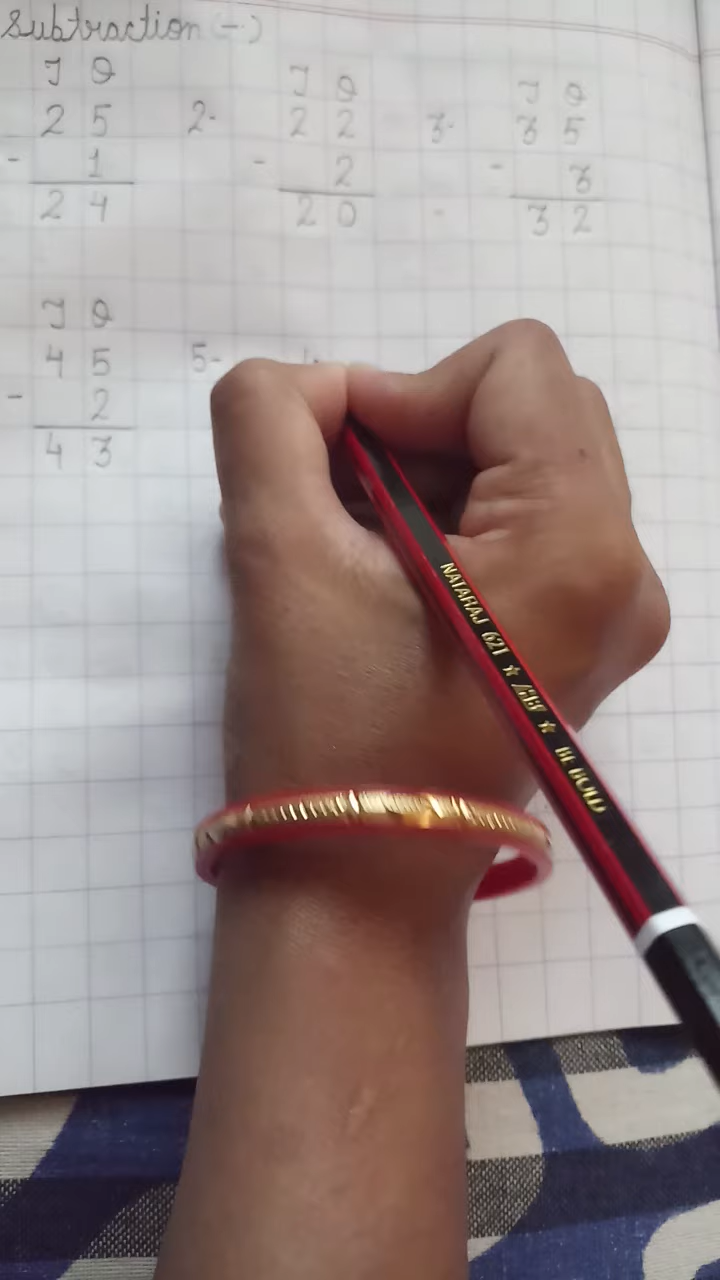 Subtraction (-)
T O T O T O
2 5 2. 2 2 3. 3 5
- 1 - 2 - 3
2 4 2 0 - 3 2
T O
4 5 5-
- 2
4 3
NATARAJ 621 ★ HB ★ BE BOLD